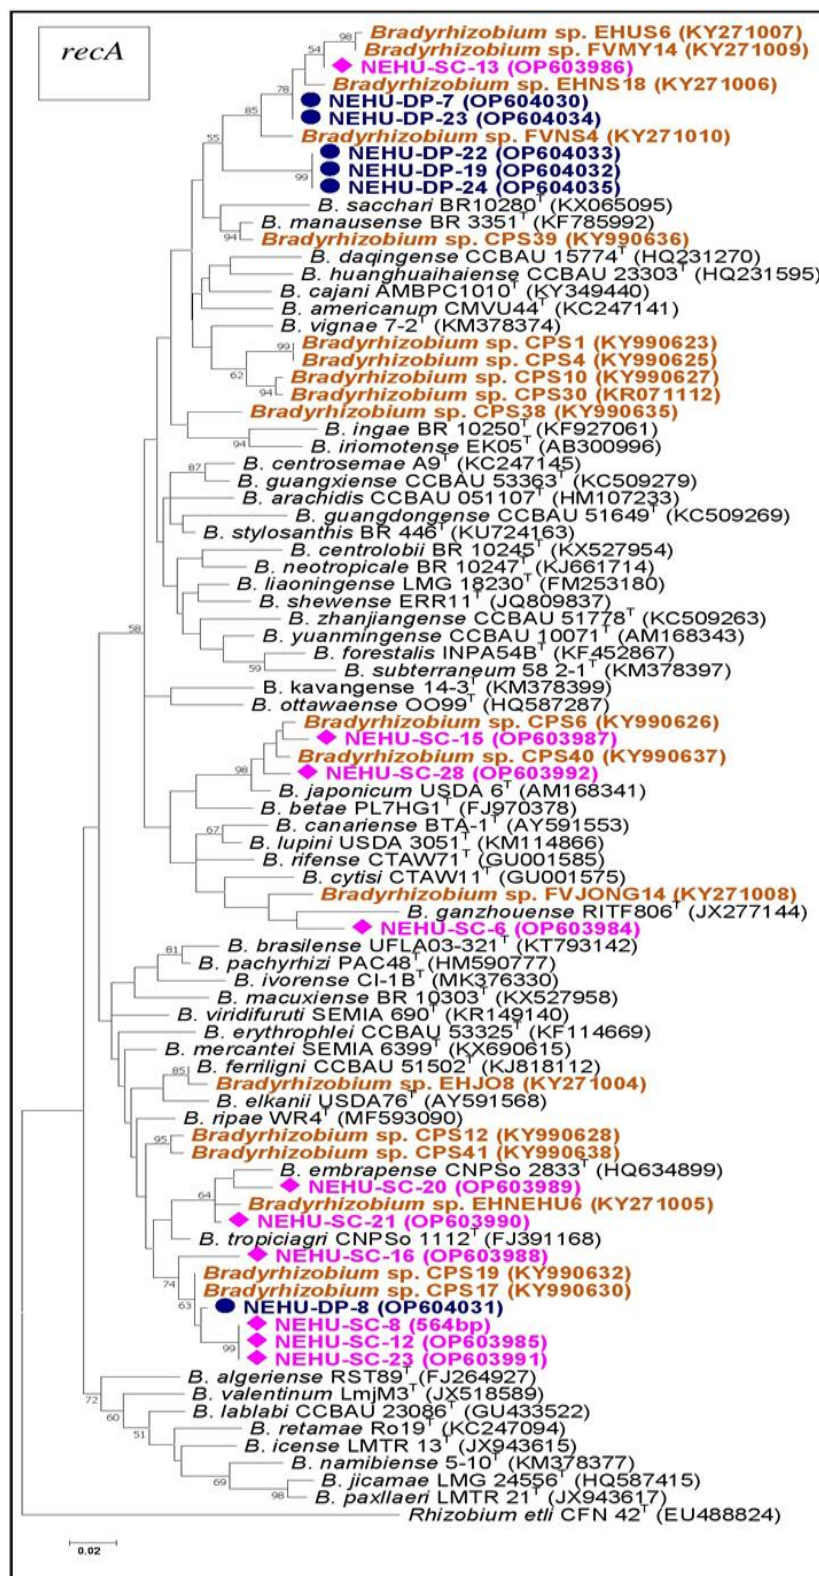 recA
98
Bradyrhizobium sp. EHUS6 (KY271007)
54
Bradyrhizobium sp. FVMY14 (KY271009)
NEHU-SC-13 (OP603986)
78
Bradyrhizobium sp. EHNS18 (KY271006)
NEHU-DP-7 (OP604030)
85
NEHU-DP-23 (OP604034)
55
Bradyrhizobium sp. FVNS4 (KY271010)
NEHU-DP-22 (OP604033)
99
NEHU-DP-19 (OP604032)
NEHU-DP-24 (OP604035)
B. sacchari BR10280T (KX065095)
B. manausense BR 3351T (KF785992)
94
Bradyrhizobium sp. CPS39 (KY990636)
B. daqingense CCBAU 15774T (HQ231270)
B. huanghuaihaiense CCBAU 23303T (HQ231595)
B. cajani AMBPC1010T (KY349440)
B. americanum CMVU44T (KC247141)
B. vignae 7-2T (KM378374)
99
Bradyrhizobium sp. CPS1 (KY990623)
Bradyrhizobium sp. CPS4 (KY990625)
62
Bradyrhizobium sp. CPS10 (KY990627)
94
Bradyrhizobium sp. CPS30 (KR071112)
Bradyrhizobium sp. CPS38 (KY990635)
B. ingae BR 10250T (KF927061)
94
B. iriomotense EK05T (AB300996)
87
B. centrosemae A9T (KC247145)
B. guangxiense CCBAU 53363T (KC509279)
B. arachidis CCBAU 051107T (HM107233)
B. guangdongense CCBAU 51649T (KC509269)
B. stylosanthis BR 446T (KU724163)
B. centrolobii BR 10245T (KX527954)
B. neotropicale BR 10247T (KJ661714)
B. liaoningense LMG 18230T (FM253180)
B. shewense ERR11T (JQ809837)
B. zhanjiangense CCBAU 51778T (KC509263)
58
B. yuanmingense CCBAU 10071T (AM168343)
B. forestalis INPA54BT (KF452867)
59
B. subterraneum 58 2-1T (KM378397)
B. kavangense 14-3T (KM378399)
B. ottawaense OO99T (HQ587287)
Bradyrhizobium sp. CPS6 (KY990626)
NEHU-SC-15 (OP603987)
Bradyrhizobium sp. CPS40 (KY990637)
98
NEHU-SC-28 (OP603992)
B. japonicum USDA 6T (AM168341)
B. betae PL7HG1T (FJ970378)
B. canariense BTA-1T (AY591553)
67
B. lupini USDA 3051T (KM114866)
B. rifense CTAW71T (GU001585)
B. cytisi CTAW11T (GU001575)
Bradyrhizobium sp. FVJONG14 (KY271008)
B. ganzhouense RITF806T (JX277144)
NEHU-SC-6 (OP603984)
81
B. brasilense UFLA03-321T (KT793142)
B. pachyrhizi PAC48T (HM590777)
B. ivorense CI-1BT (MK376330)
B. macuxiense BR 10303T (KX527958)
B. viridifuruti SEMIA 690T (KR149140)
B. erythrophlei CCBAU 53325T (KF114669)
B. mercantei SEMIA 6399T (KX690615)
B. ferriligni CCBAU 51502T (KJ818112)
85
Bradyrhizobium sp. EHJO8 (KY271004)
B. elkanii USDA76T (AY591568)
B. ripae WR4T (MF593090)
95
Bradyrhizobium sp. CPS12 (KY990628)
Bradyrhizobium sp. CPS41 (KY990638)
B. embrapense CNPSo 2833T (HQ634899)
NEHU-SC-20 (OP603989)
64
Bradyrhizobium sp. EHNEHU6 (KY271005)
NEHU-SC-21 (OP603990)
B. tropiciagri CNPSo 1112T (FJ391168)
NEHU-SC-16 (OP603988)
74
Bradyrhizobium sp. CPS19 (KY990632)
Bradyrhizobium sp. CPS17 (KY990630)
63
NEHU-DP-8 (OP604031)
NEHU-SC-8 (564bp)
NEHU-SC-12 (OP603985)
99
NEHU-SC-23 (OP603991)
B. algeriense RST89T (FJ264927)
72
B. valentinum LmjM3T (JX518589)
60
B. lablabi CCBAU 23086T (GU433522)
51
B. retamae Ro19T (KC247094)
B. icense LMTR 13T (JX943615)
B. namibiense 5-10T (KM378377)
69
B. jicamae LMG 24556T (HQ587415)
98
B. paxllaeri LMTR 21T (JX943617)
Rhizobium etli CFN 42T (EU488824)
0.02